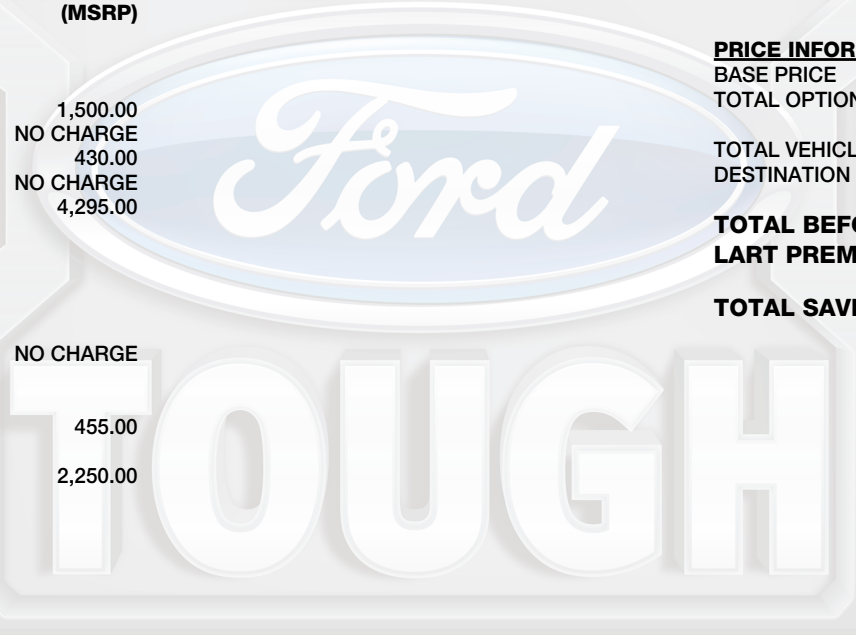 (MSRP)
1,500.00
NO CHARGE
430.00
NO CHARGE
4,295.00
NO CHARGE
455.00
2,250.00
PRICE INFOR
BASE PRICE
TOTAL OPTION
TOTAL VEHICL
DESTINATION
TOTAL BEFO
LART PREM
TOTAL SAVI
Ford
TOUGH